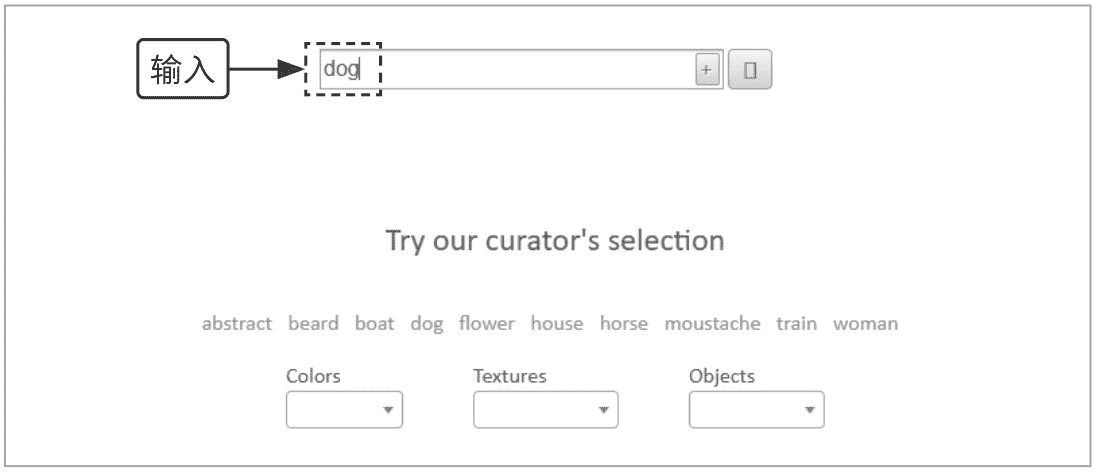 输入
dog
+
Try our curator's selection
abstract beard boat dog flower house horse moustache train woman
Colors Textures Objects